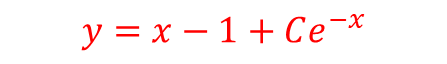 y = x − 1 + Ce⁻ˣ